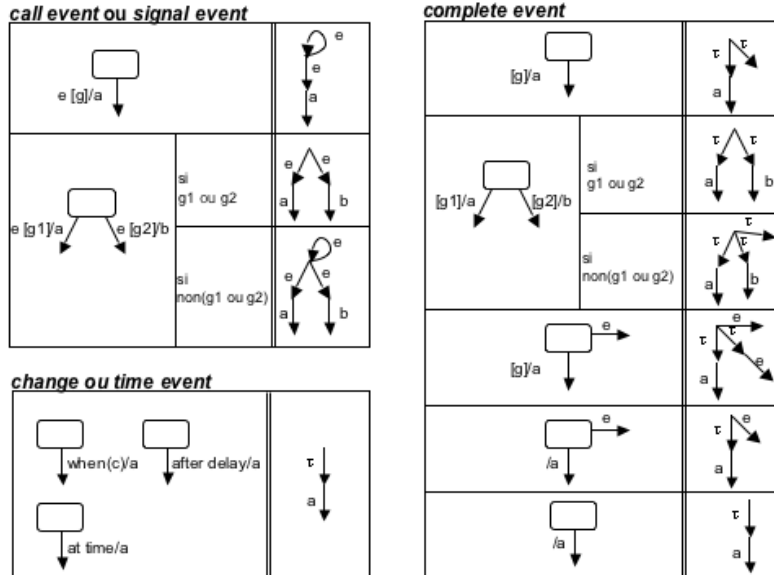 call event ou signal event
e
e [g]/a
e
a
e [g1]/a
e [g2]/b
si
g1 ou g2
e
e
a
b
si
non(g1 ou g2)
e
e
e
a
b
change ou time event
when(c)/a
after delay/a
at time/a
τ
a
complete event
[g]/a
τ
τ
a
[g1]/a
[g2]/b
si
g1 ou g2
τ
τ
a
b
si
non(g1 ou g2)
τ
τ
τ
a
b
e
[g]/a
e
τ
τ
e
a
e
/a
τ
e
a
/a
τ
a